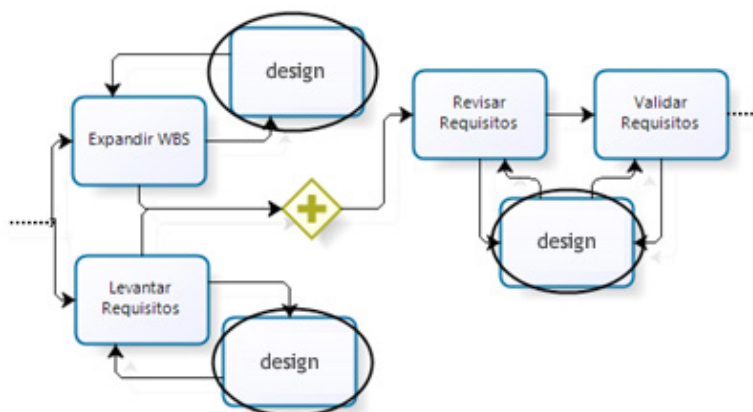 design
Expandir WBS
Revisar
Requisitos
Validar
Requisitos
design
Levantar
Requisitos
design